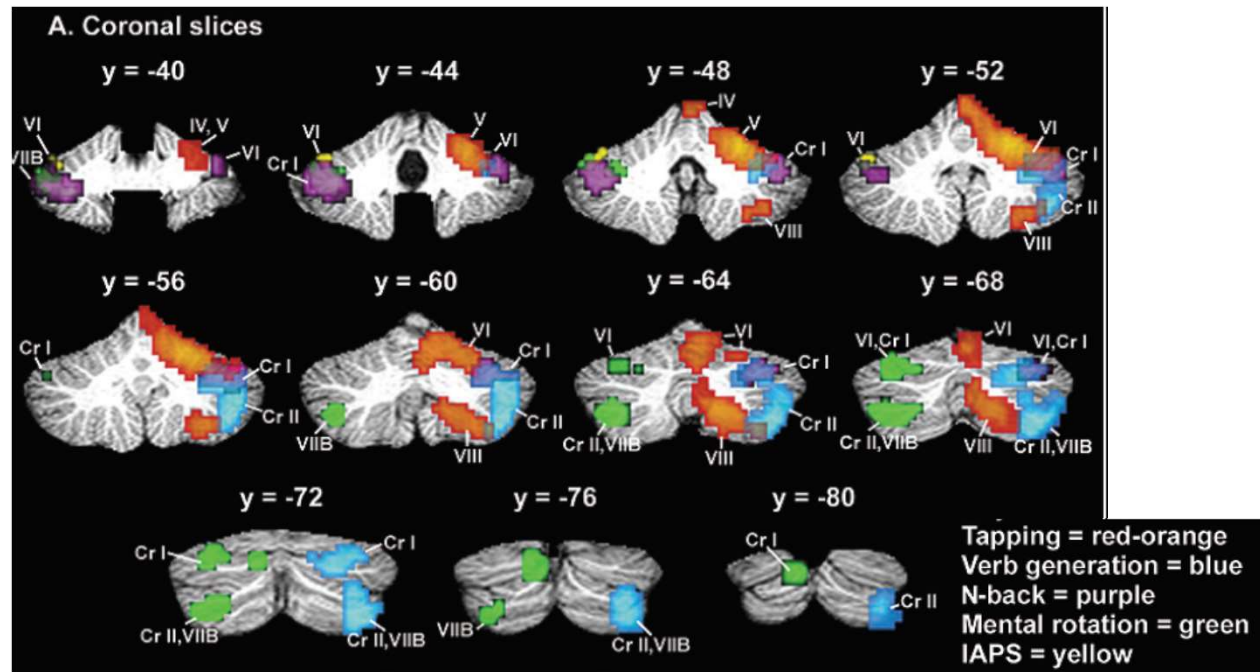 A. Coronal slices
y = -40
y = -44
y = -48
y = -52
VI
IV, V
VI
VIIB
VI
V
VI
Cr I
IV
V
Cr I
VIII
VI
VI
Cr I
Cr II
VIII
y = -56
y = -60
y = -64
y = -68
Cr I
Cr I
Cr II
VI
Cr I
Cr II
VIIB
VIII
VI
VI
Cr I
Cr II
Cr II,VIIB
VIII
VI,Cr I
VI
VI,Cr I
Cr II,VIIB
VIII
Cr II,VIIB
y = -72
y = -76
y = -80
Cr I
Cr I
Cr II,VIIB
Cr II,VIIB
VIIB
Cr II,VIIB
Cr I
Cr II
Tapping = red-orange
Verb generation = blue
N-back = purple
Mental rotation = green
IAPS = yellow